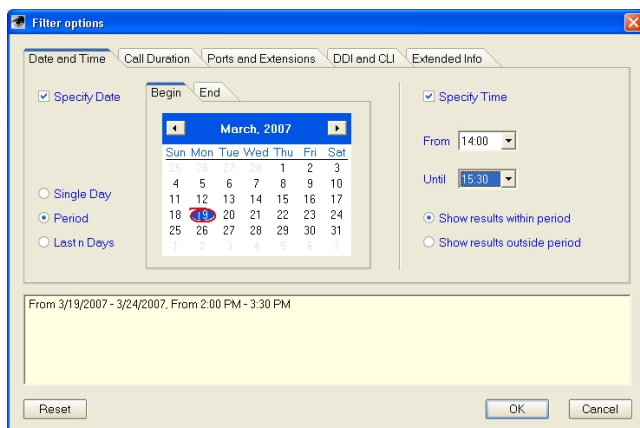 Filter options
Date and Time Call Duration Ports and Extensions DDI and CLI Extended Info
Specify Date
Begin End
March, 2007
Sun Mon Tue Wed Thu Fri Sat
25 26 27 28 1 2 3
4 5 6 7 8 9 10
11 12 13 14 15 16 17
18 19 20 21 22 23 24
25 26 27 28 29 30 31
1 2 3 4 5 6 7
Single Day
Period
Last n Days
Specify Time
From 14:00
Until 15:30
Show results within period
Show results outside period
From 3/19/2007 - 3/24/2007, From 2:00 PM - 3:30 PM
Reset OK Cancel